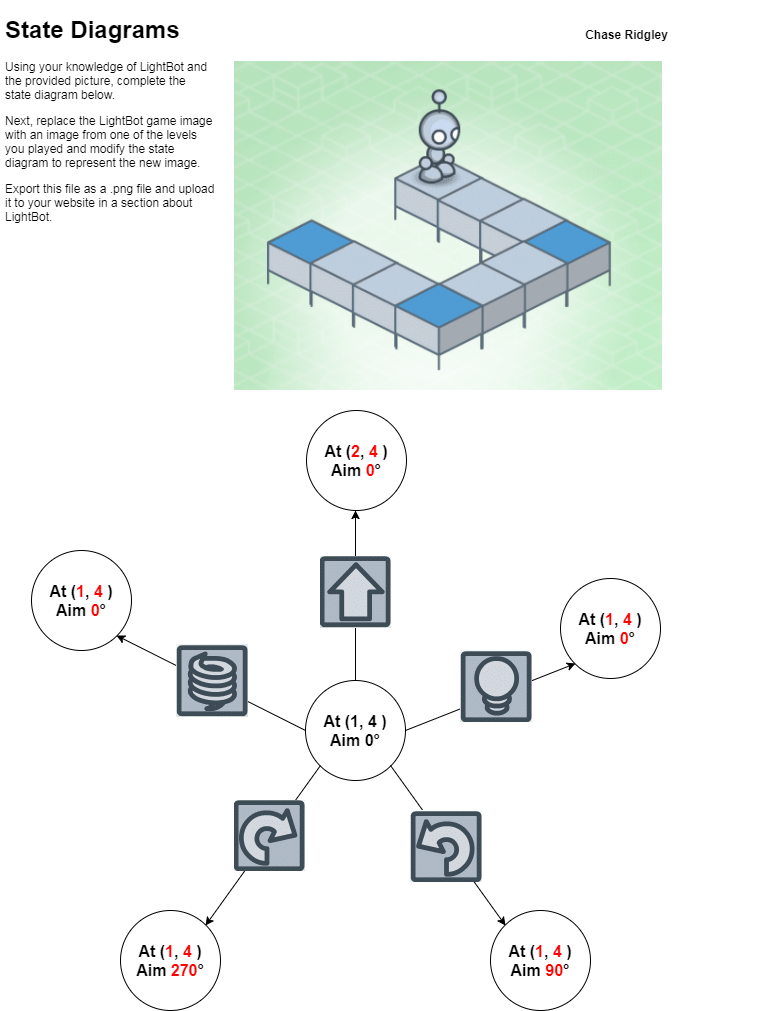 State Diagrams
Chase Ridgley
Using your knowledge of LightBot and
the provided picture, complete the
state diagram below.
Next, replace the LightBot game image
with an image from one of the levels
you played and modify the state
diagram to represent the new image.
Export this file as a .png file and upload
it to your website in a section about
LightBot.
At (2, 4 )
Aim 0°
At (1, 4 )
Aim 0°
At (1, 4 )
Aim 0°
At (1, 4 )
Aim 0°
At (1, 4 )
Aim 270°
At (1, 4 )
Aim 90°